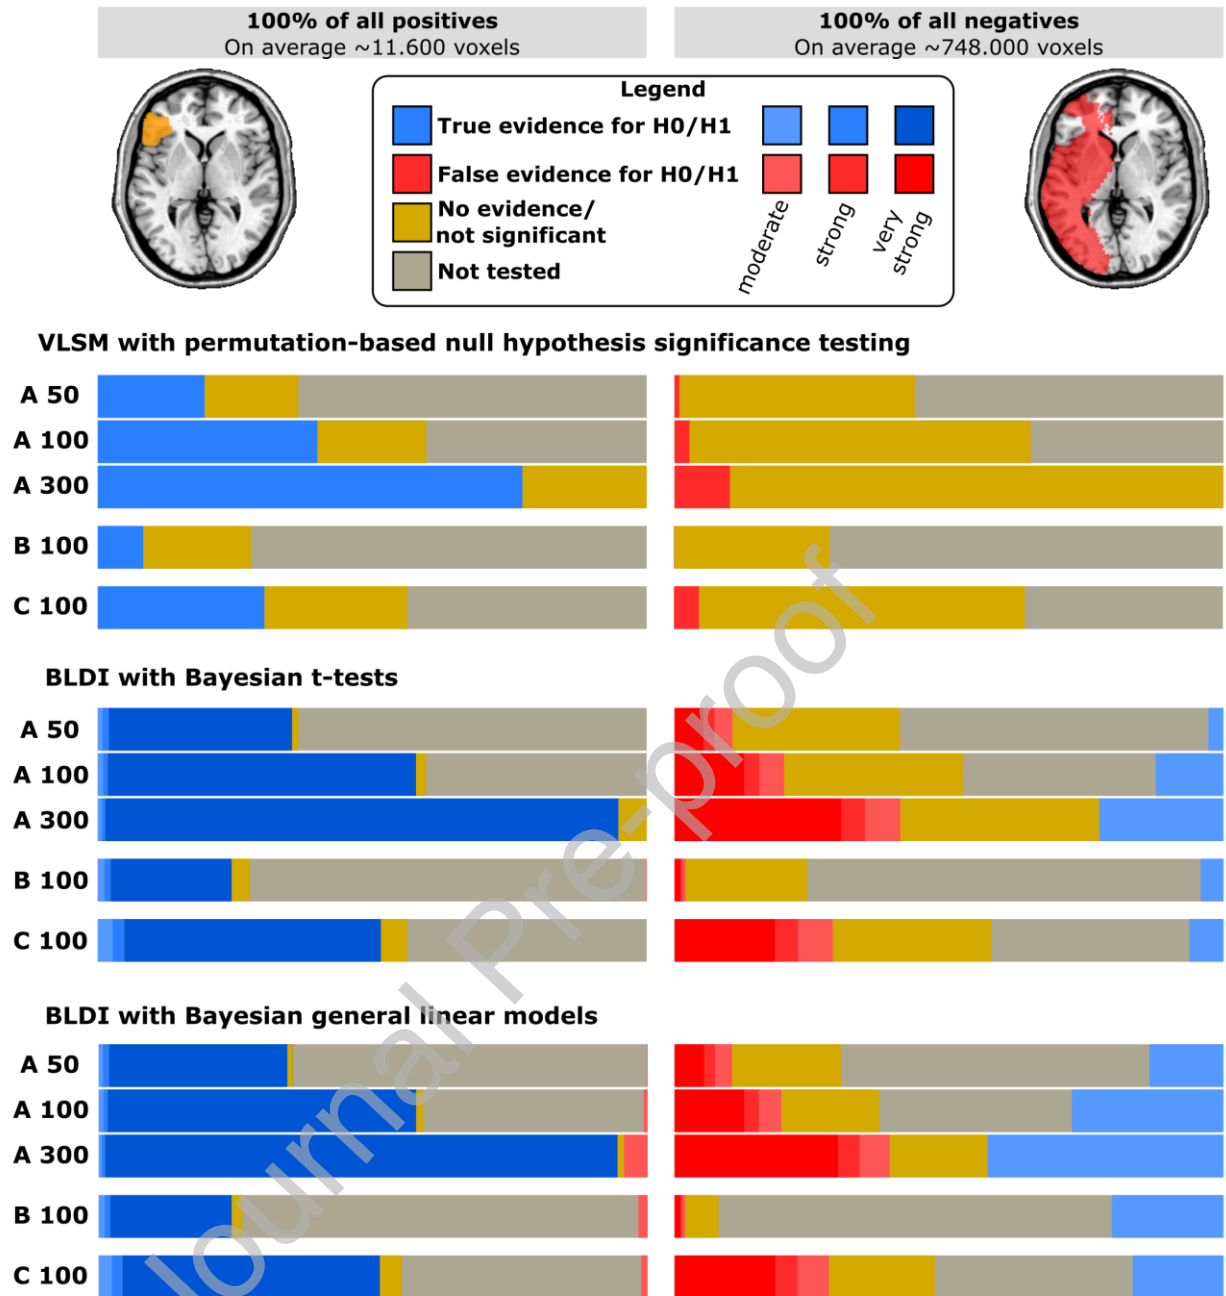 100% of all positives
On average ~11.600 voxels
100% of all negatives
On average ~748.000 voxels
Legend
True evidence for H0/H1
False evidence for H0/H1
No evidence/
not significant
Not tested
moderate
strong
very
strong
VLSM with permutation-based null hypothesis significance testing
A 50
A 100
A 300
B 100
C 100
BLDI with Bayesian t-tests
A 50
A 100
A 300
B 100
C 100
BLDI with Bayesian general linear models
A 50
A 100
A 300
B 100
C 100
Journal Pre-proof